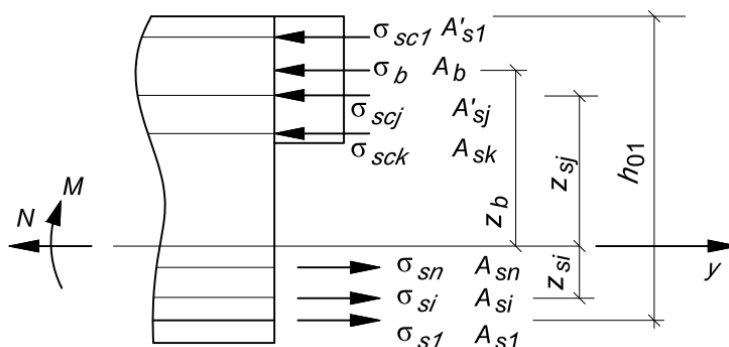 σsc1 A's1
σb Ab
σscj A'sj
σsck Ask
zb
zsj
h01
M
N
y
zsi
σsn Asn
σsi Asi
σs1 As1